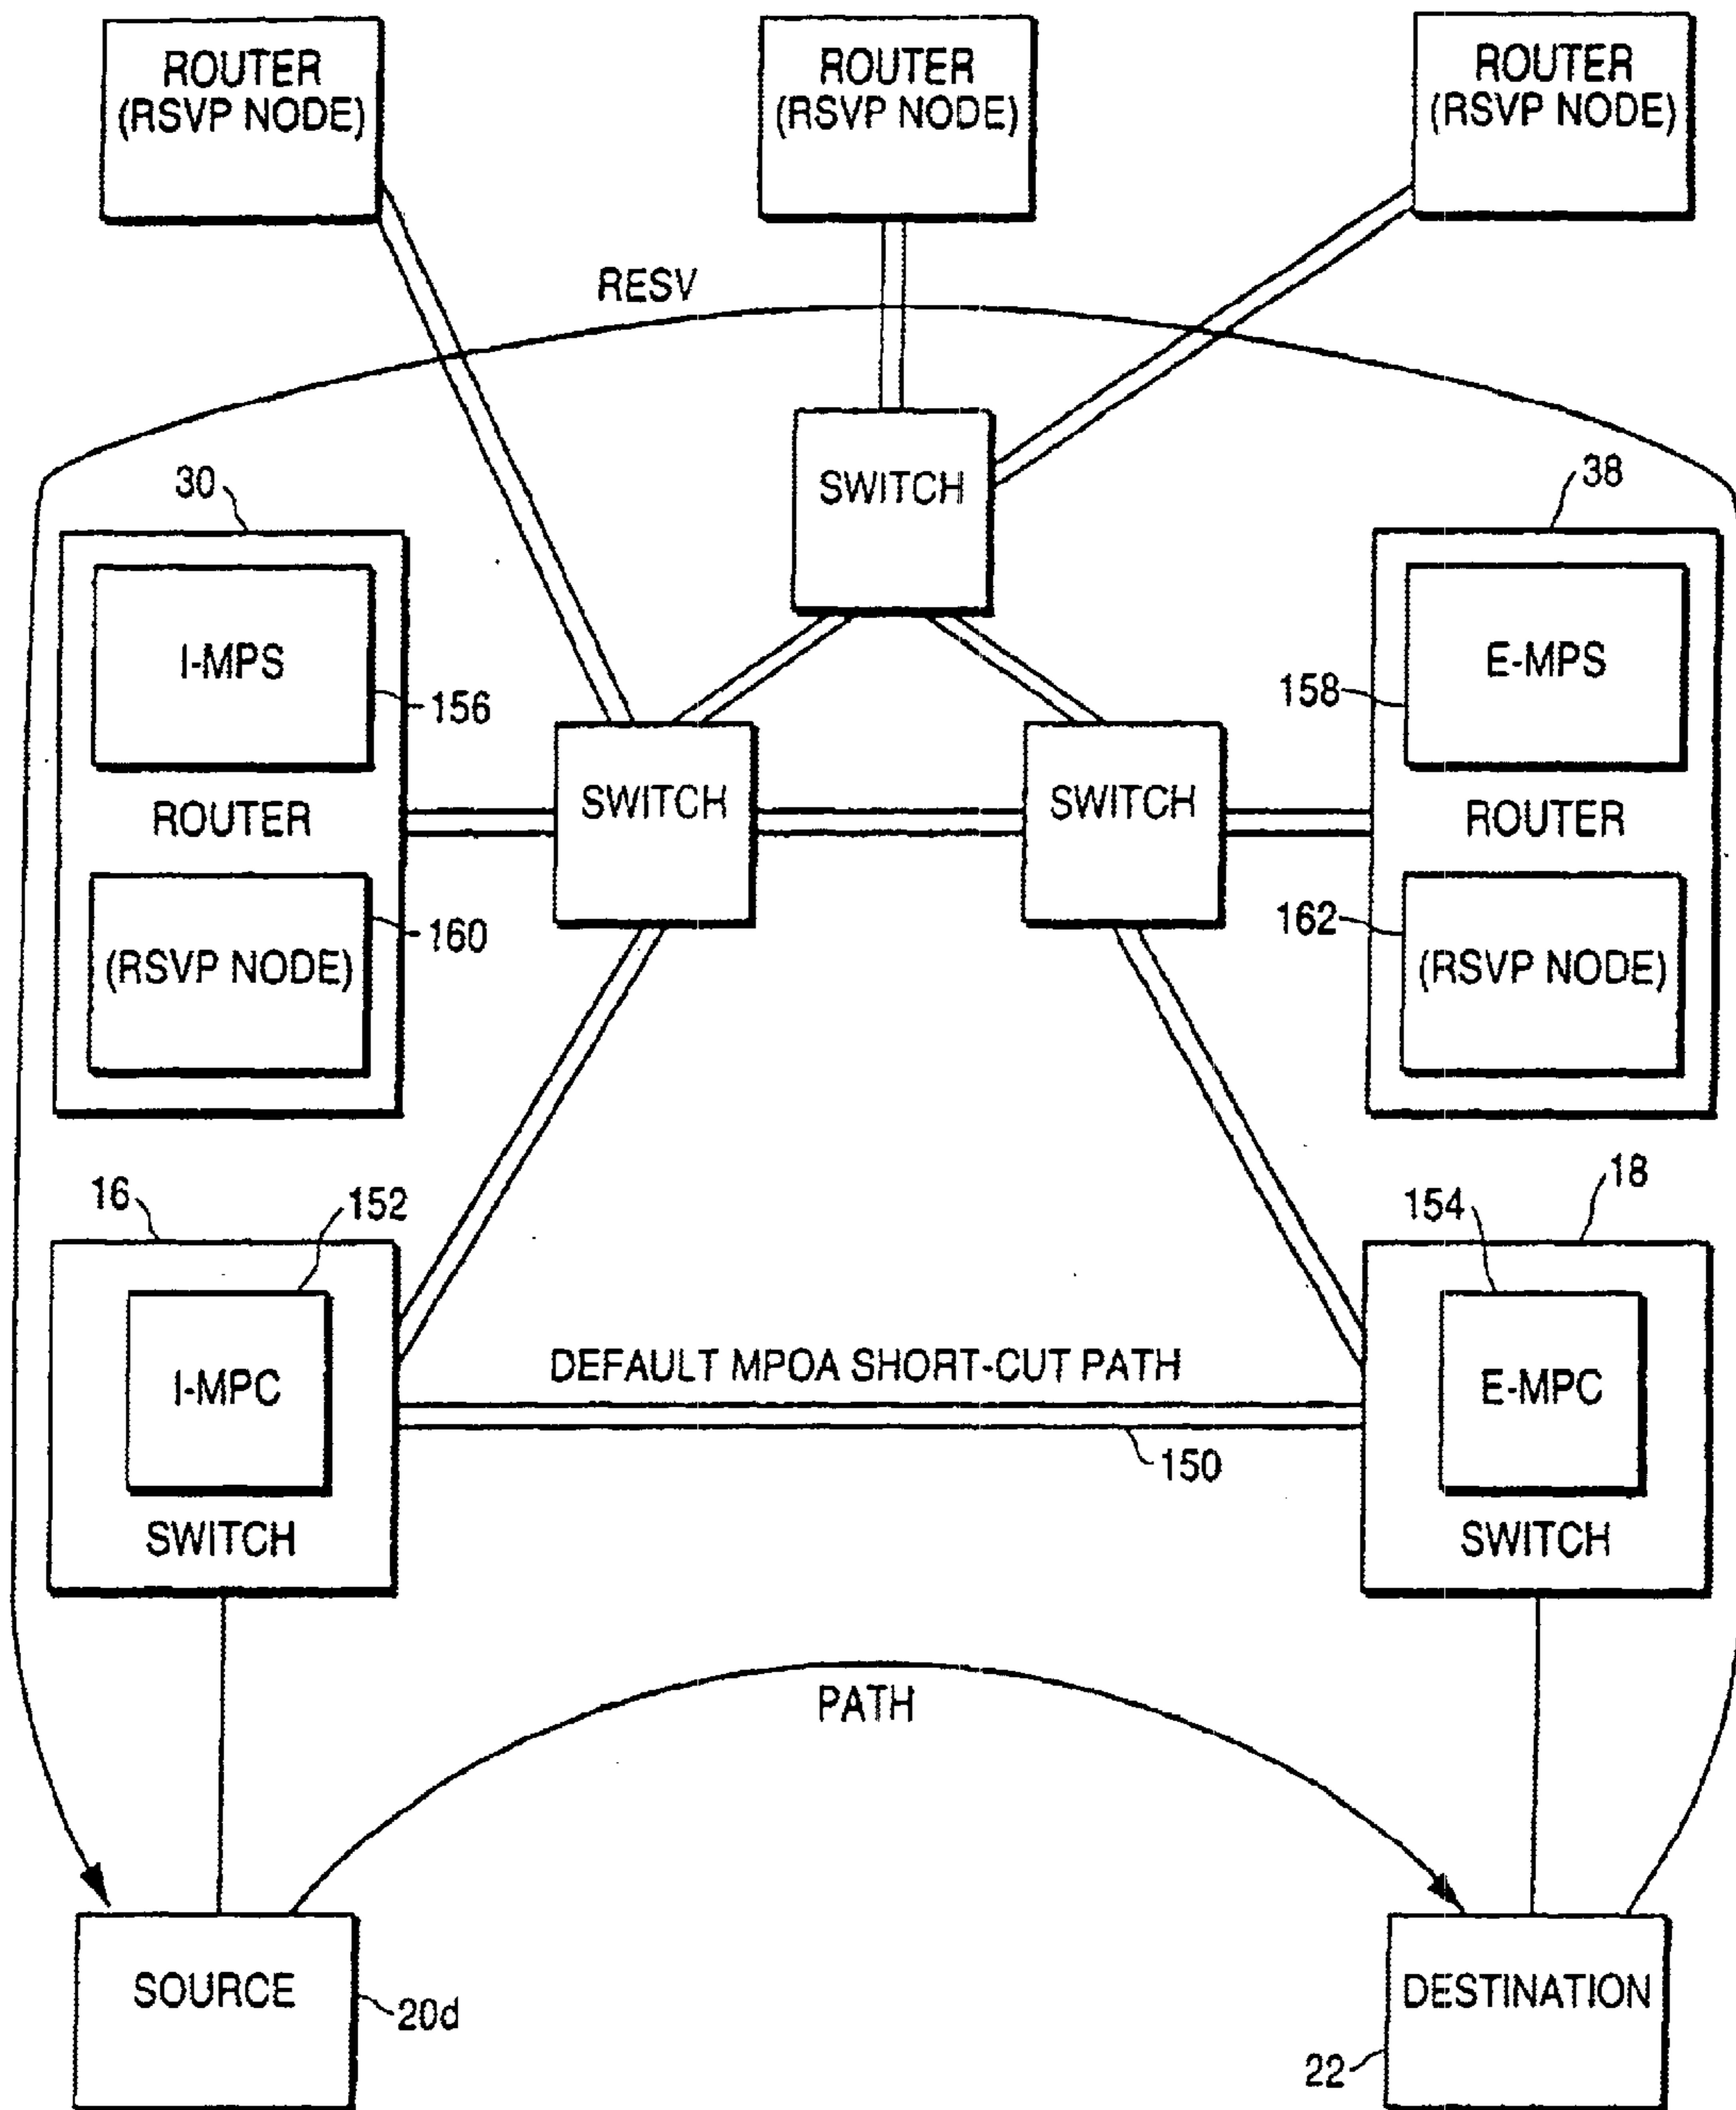 ROUTER
(RSVP NODE)
ROUTER
(RSVP NODE)
ROUTER
(RSVP NODE)
RESV
SWITCH
30
38
I-MPS
156
ROUTER
160
(RSVP NODE)
SWITCH
SWITCH
E-MPS
158
ROUTER
162
(RSVP NODE)
16
152
I-MPC
SWITCH
DEFAULT MPOA SHORT-CUT PATH
150
18
154
E-MPC
SWITCH
PATH
SOURCE
20d
DESTINATION
22